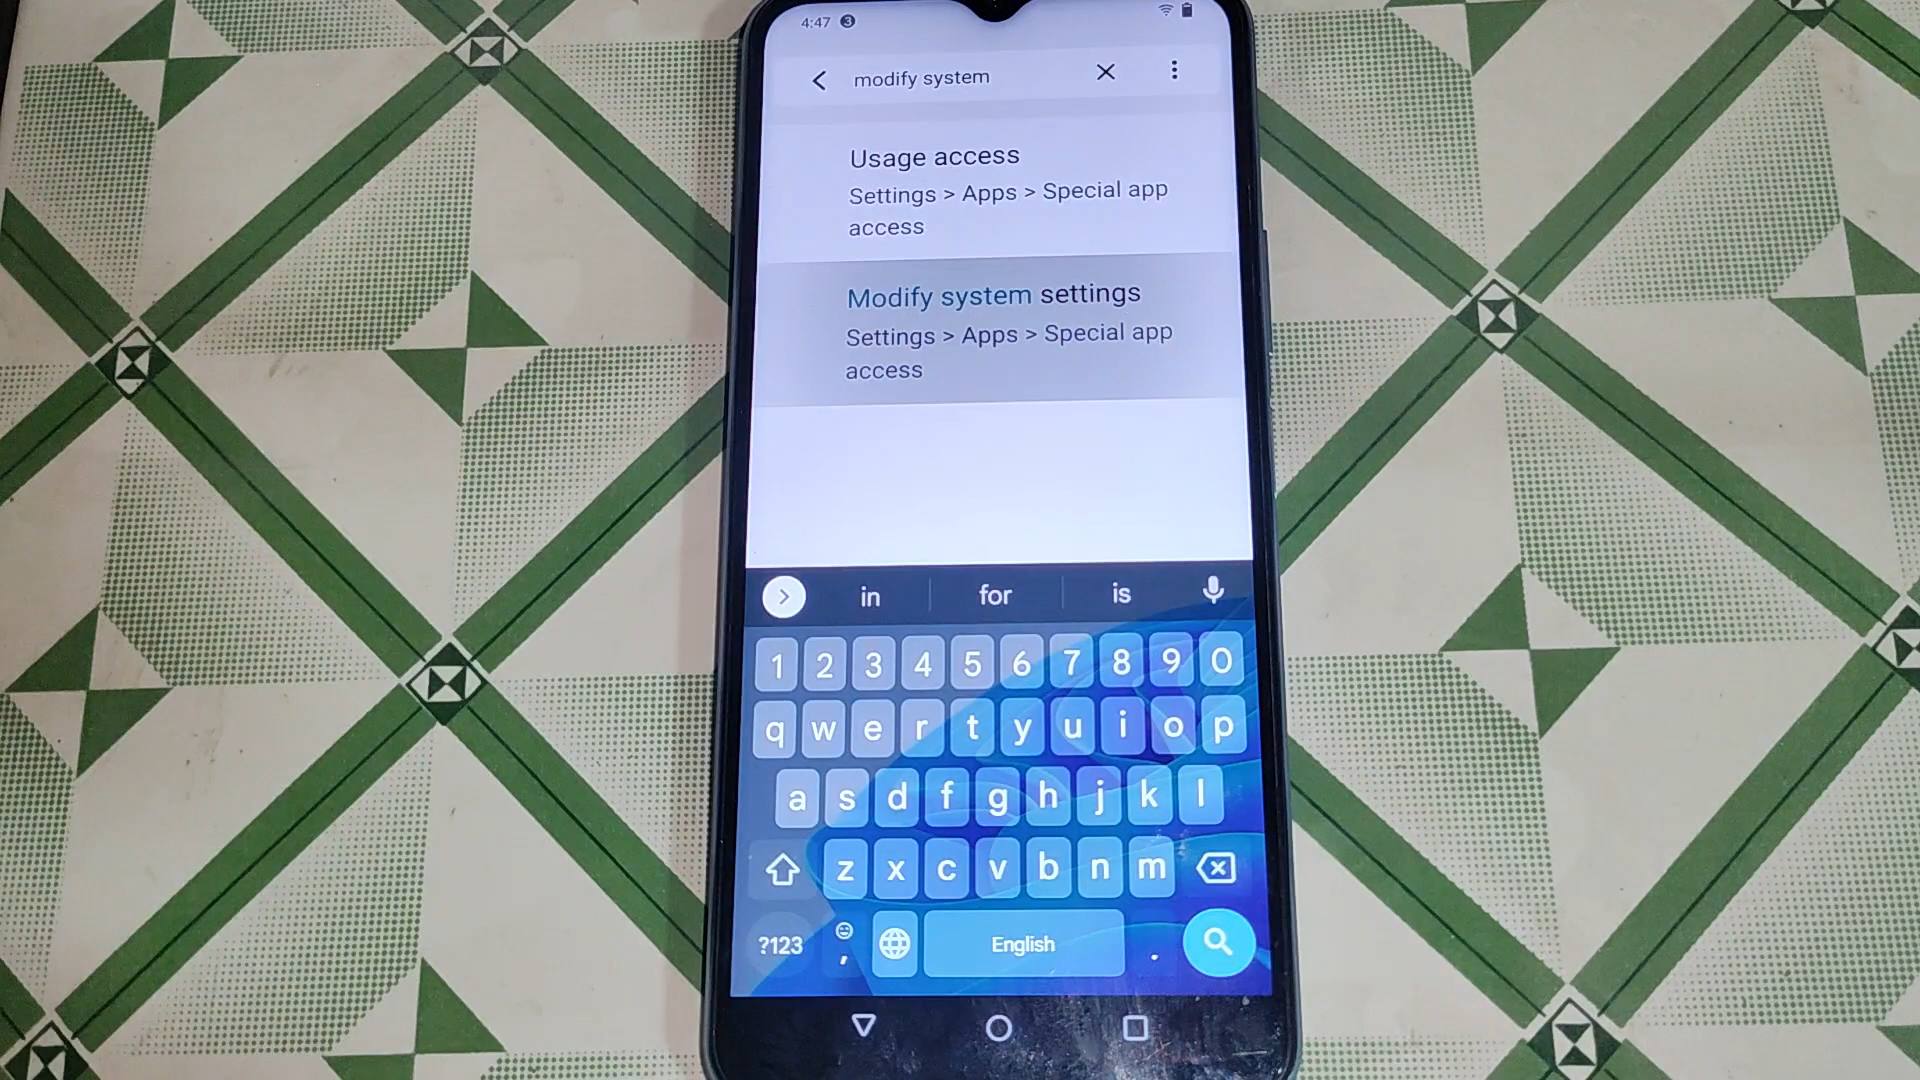 4:47 3
modify system
Usage access
Settings > Apps > Special app
access
Modify system settings
Settings > Apps > Special app
access
in for is
1 2 3 4 5 6 7 8 9 0
q w e r t y u i o p
a s d f g h j k l
z x c v b n m
?123 , English .